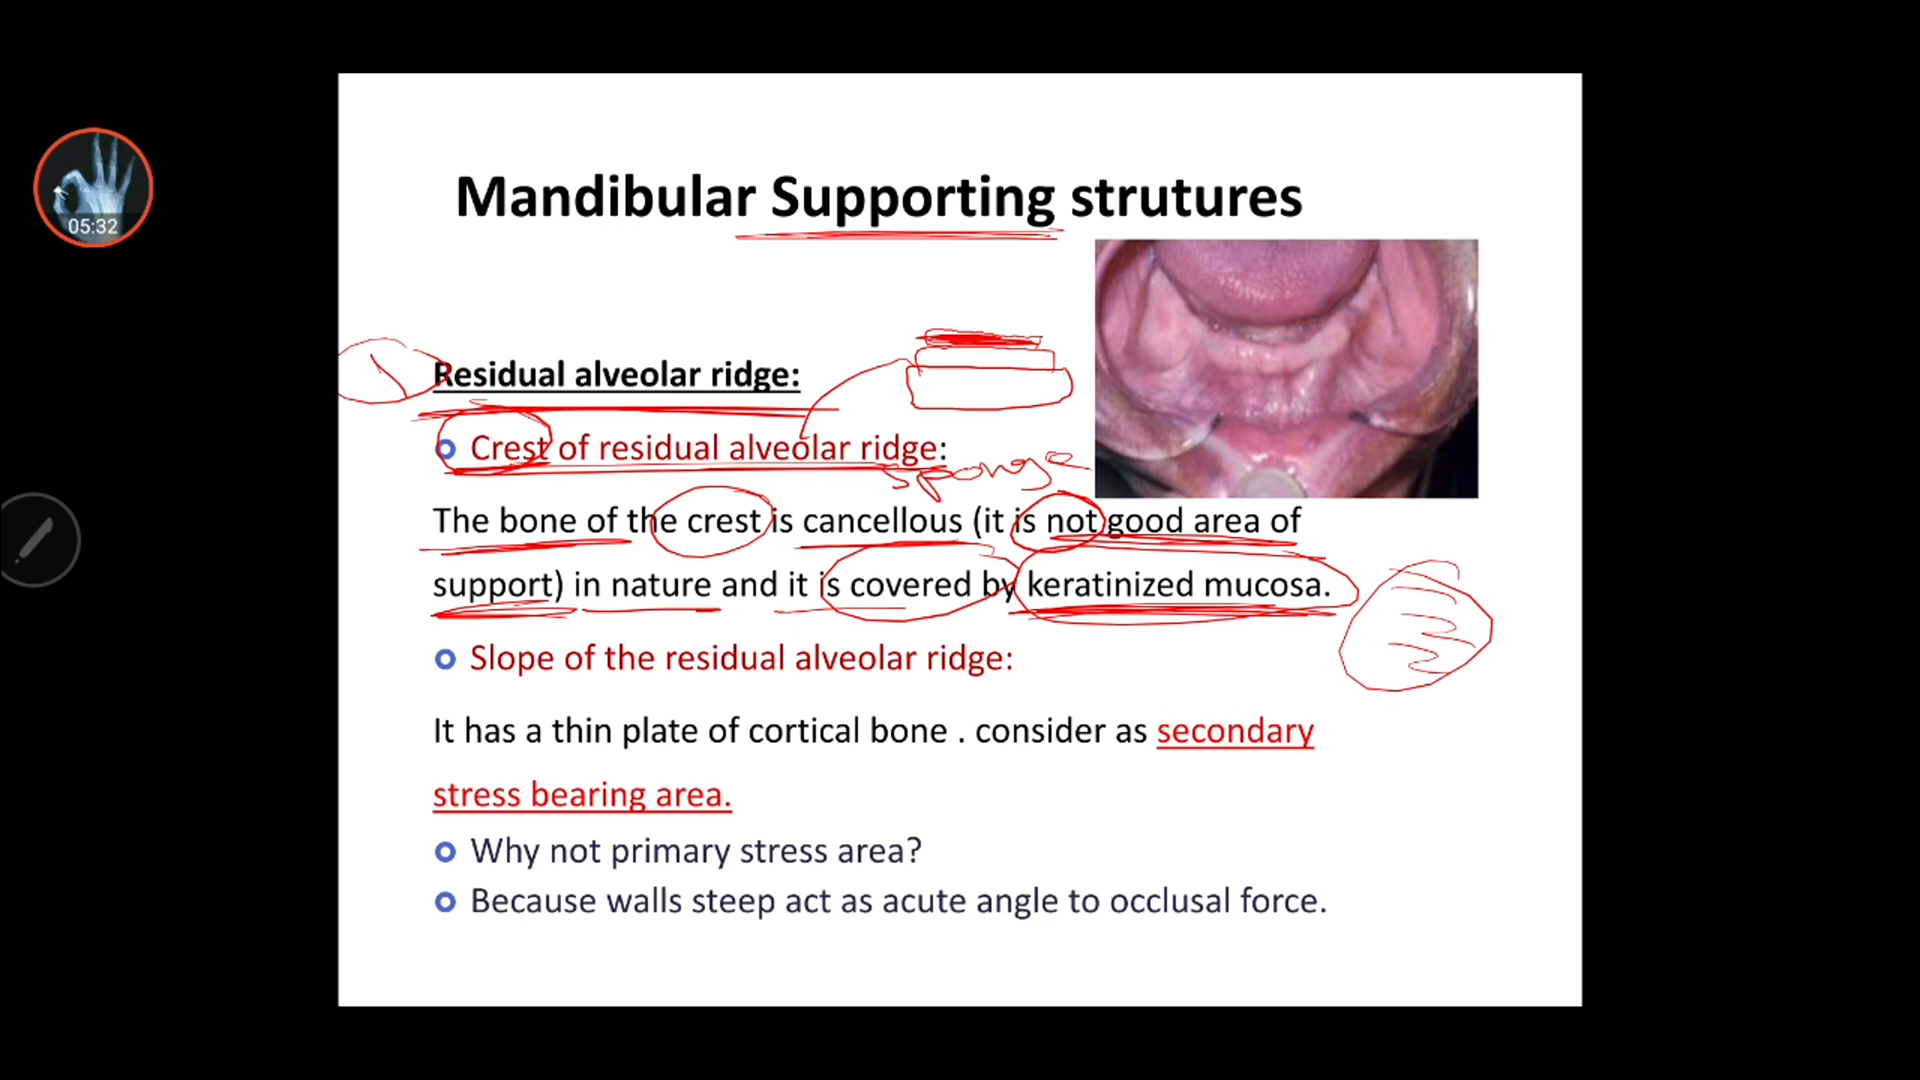 05:32
Mandibular Supporting strutures
Residual alveolar ridge:
Crest of residual alveolar ridge:
sponge
The bone of the crest is cancellous (it is not good area of
support) in nature and it is covered by keratinized mucosa.
Slope of the residual alveolar ridge:
It has a thin plate of cortical bone . consider as secondary
stress bearing area.
Why not primary stress area?
Because walls steep act as acute angle to occlusal force.